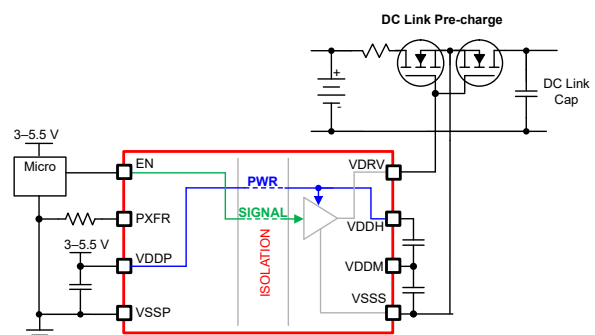 DC Link Pre-charge
+
-
DC Link
Cap
3–5.5 V
Micro
EN
PWR
VDRV
PXFR
SIGNAL
VDDH
3–5.5 V
ISOLATION
VDDP
VDDM
VSSP
VSSS